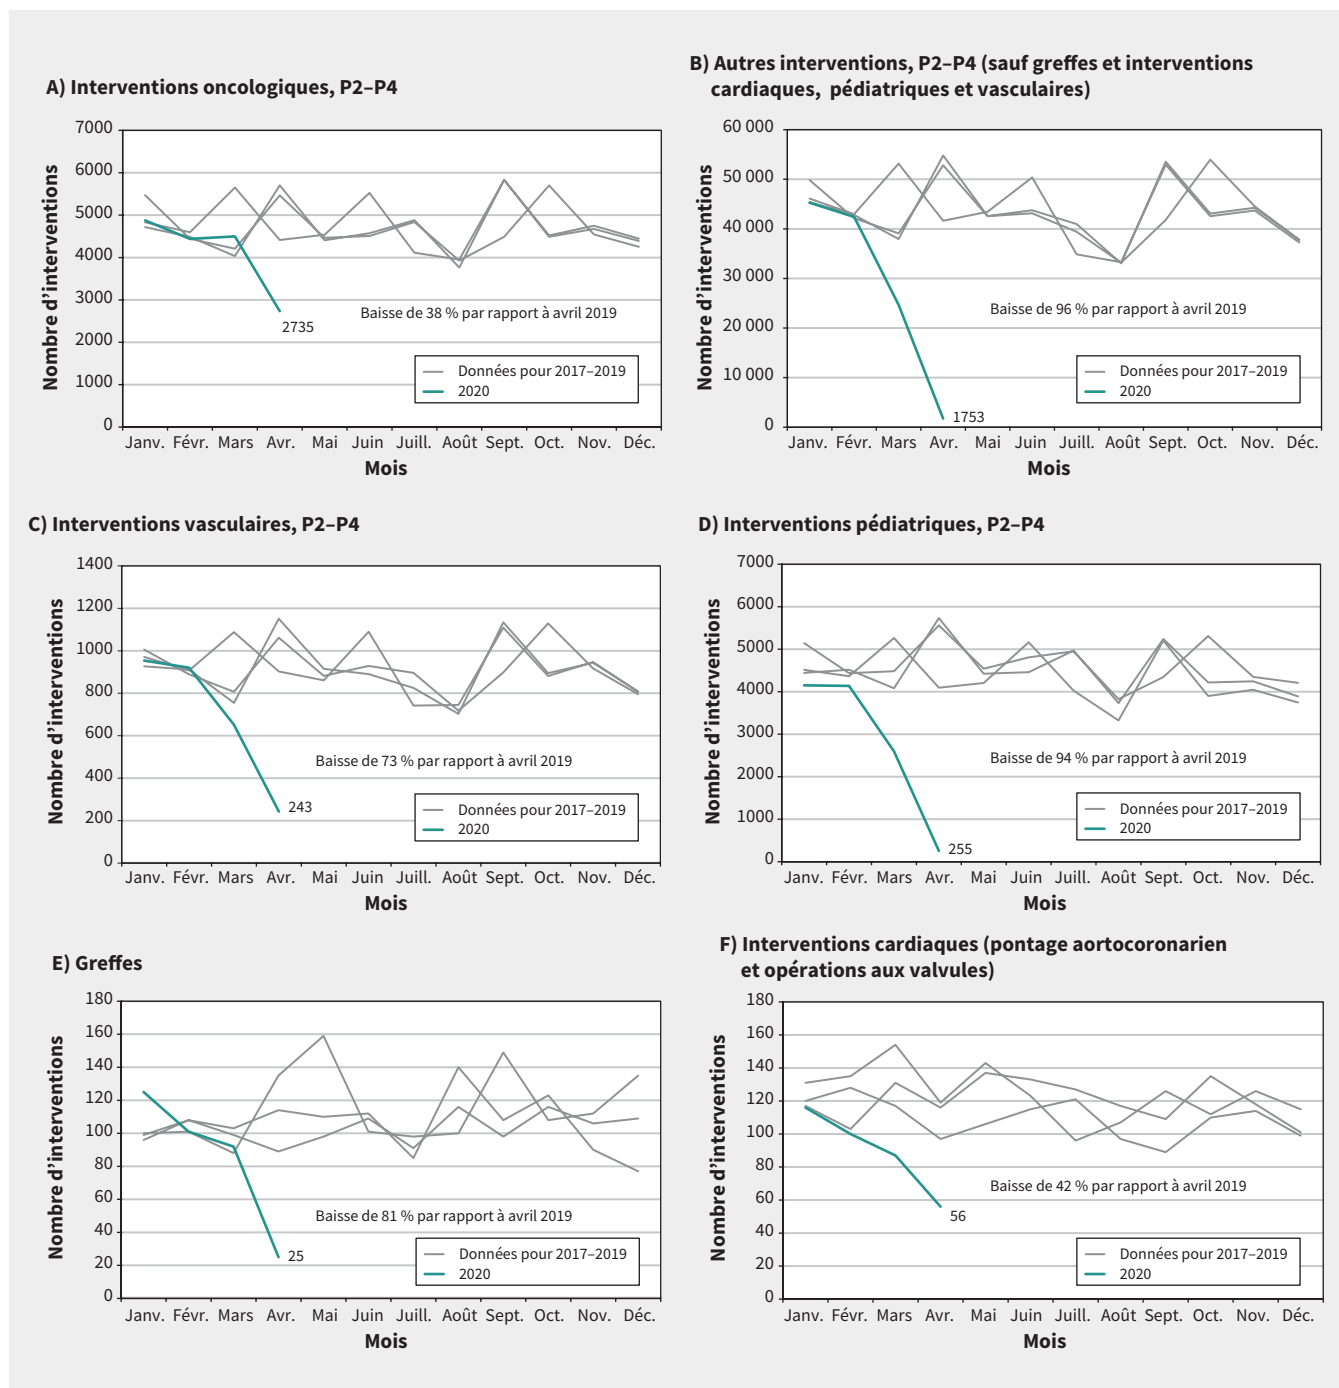 A) Interventions oncologiques, P2–P4
7000
6000
5000
4000
3000
2000
1000
0
Nombre d’interventions
Baisse de 38 % par rapport à avril 2019
2735
Données pour 2017–2019
2020
Janv. Févr. Mars Avr. Mai Juin Juill. Août Sept. Oct. Nov. Déc.
Mois
B) Autres interventions, P2–P4 (sauf greffes et interventions
cardiaques, pédiatriques et vasculaires)
60 000
50 000
40 000
30 000
20 000
10 000
0
Nombre d’interventions
Baisse de 96 % par rapport à avril 2019
1753
Données pour 2017–2019
2020
Janv. Févr. Mars Avr. Mai Juin Juill. Août Sept. Oct. Nov. Déc.
Mois
C) Interventions vasculaires, P2–P4
1400
1200
1000
800
600
400
200
0
Nombre d’interventions
Baisse de 73 % par rapport à avril 2019
243
Données pour 2017–2019
2020
Janv. Févr. Mars Avr. Mai Juin Juill. Août Sept. Oct. Nov. Déc.
Mois
D) Interventions pédiatriques, P2–P4
7000
6000
5000
4000
3000
2000
1000
0
Nombre d’interventions
Baisse de 94 % par rapport à avril 2019
255
Données pour 2017–2019
2020
Janv. Févr. Mars Avr. Mai Juin Juill. Août Sept. Oct. Nov. Déc.
Mois
E) Greffes
180
160
140
120
100
80
60
40
20
0
Nombre d’interventions
Baisse de 81 % par rapport à avril 2019
25
Données pour 2017–2019
2020
Janv. Févr. Mars Avr. Mai Juin Juill. Août Sept. Oct. Nov. Déc.
Mois
F) Interventions cardiaques (pontage aortocoronarien
et opérations aux valvules)
180
160
140
120
100
80
60
40
20
0
Nombre d’interventions
Baisse de 42 % par rapport à avril 2019
56
Données pour 2017–2019
2020
Janv. Févr. Mars Avr. Mai Juin Juill. Août Sept. Oct. Nov. Déc.
Mois